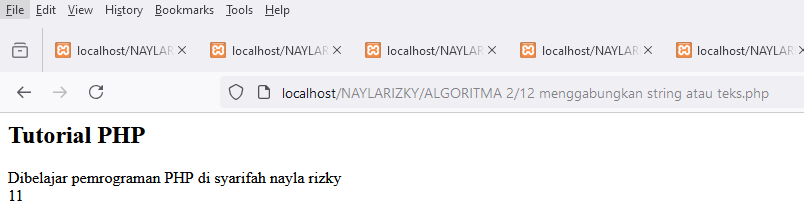 File Edit View History Bookmarks Tools Help
localhost/NAYLAR localhost/NAYLAR localhost/NAYLAR localhost/NAYLAR localhost/NAYLAR
localhost/NAYLARIZKY/ALGORITMA 2/12 menggabungkan string atau teks.php
Tutorial PHP
Dibelajar pemrograman PHP di syarifah nayla rizky
11